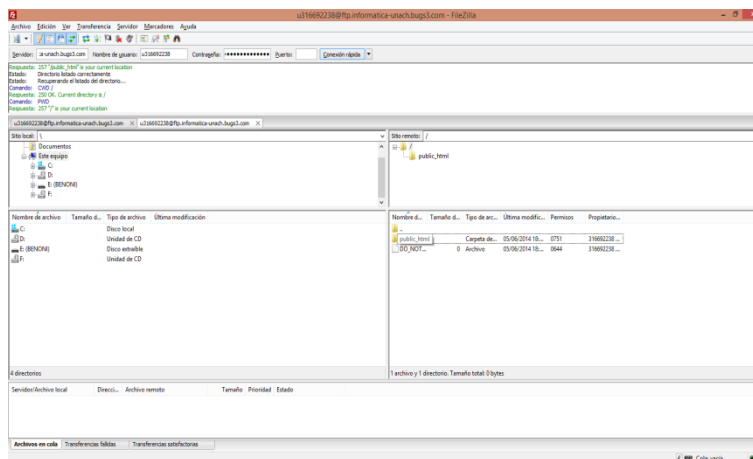 u316692238@ftp.informatica-unach.bugs3.com - FileZilla
Archivo Edición Ver Transferencia Servidor Marcadores Ayuda
Servidor: :a-unach.bugs3.com Nombre de usuario: u316692238 Contraseña: ••••••••••••• Puerto: Conexión rápida
Respuesta: 257 "/public_html" is your current location
Estado: Directorio listado correctamente
Estado: Recuperando el listado del directorio...
Comando: CWD /
Respuesta: 250 OK. Current directory is /
Comando: PWD
Respuesta: 257 "/" is your current location
u316692238@ftp.informatica-unach.bugs3.com × u316692238@ftp.informatica-unach.bugs3.com ×
Sitio local: \
Documentos
Este equipo
C:
D:
E: (BENONI)
F:
Sitio remoto: /
/
public_html
Nombre de archivo Tamaño d... Tipo de archivo Última modificación
C: Disco local
D: Unidad de CD
E: (BENONI) Disco extraíble
F: Unidad de CD
4 directorios
Nombre d... Tamaño d... Tipo de arc... Última modific... Permisos Propietario...
..
public_html Carpeta de... 05/06/2014 18:... 0751 316692238 ...
DO_NOT... 0 Archivo 05/06/2014 18:... 0644 316692238 ...
1 archivo y 1 directorio. Tamaño total: 0 bytes
Servidor/Archivo local Direcci... Archivo remoto Tamaño Prioridad Estado
Archivos en cola Transferencias fallidas Transferencias satisfactorias
Cola: vacía